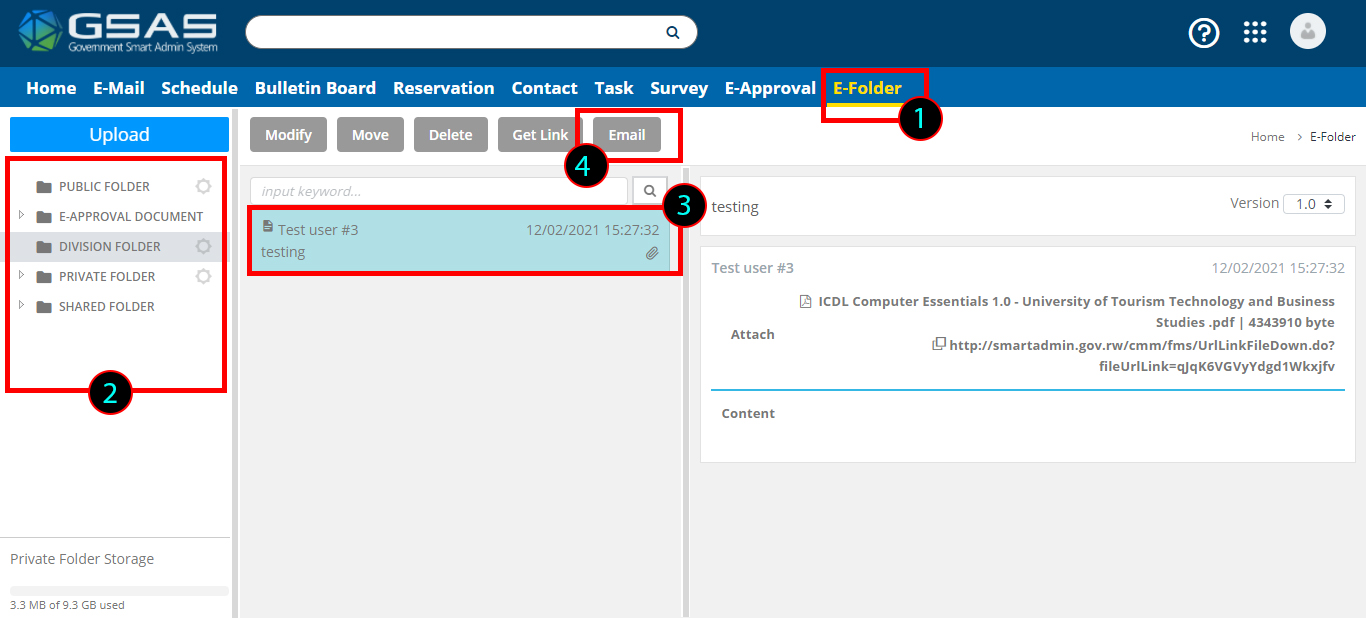 GSAS
Government Smart Admin System
Home E-Mail Schedule Bulletin Board Reservation Contact Task Survey E-Approval E-Folder
1
Upload
Modify Move Delete Get Link Email
4
Home > E-Folder
PUBLIC FOLDER
E-APPROVAL DOCUMENT
DIVISION FOLDER
PRIVATE FOLDER
SHARED FOLDER
2
Private Folder Storage
3.3 MB of 9.3 GB used
input keyword...
3
Test user #3 12/02/2021 15:27:32
testing
testing
Version 1.0
Test user #3 12/02/2021 15:27:32
Attach
ICDL Computer Essentials 1.0 - University of Tourism Technology and Business
Studies .pdf | 4343910 byte
http://smartadmin.gov.rw/cmm/fms/UrlLinkFileDown.do?
fileUrlLink=qJqK6VGVyYdgd1Wkxjfv
Content